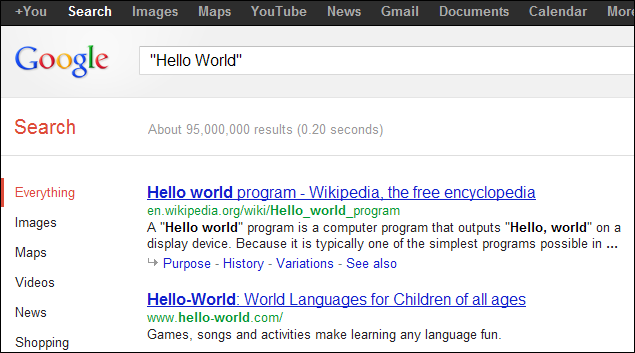 +You Search Images Maps YouTube News Gmail Documents Calendar More
Google
"Hello World"
Search
About 95,000,000 results (0.20 seconds)
Everything
Images
Maps
Videos
News
Shopping
Hello world program - Wikipedia, the free encyclopedia
en.wikipedia.org/wiki/Hello_world_program
A "Hello world" program is a computer program that outputs "Hello, world" on a
display device. Because it is typically one of the simplest programs possible in ...
Purpose - History - Variations - See also
Hello-World: World Languages for Children of all ages
www.hello-world.com/
Games, songs and activities make learning any language fun.